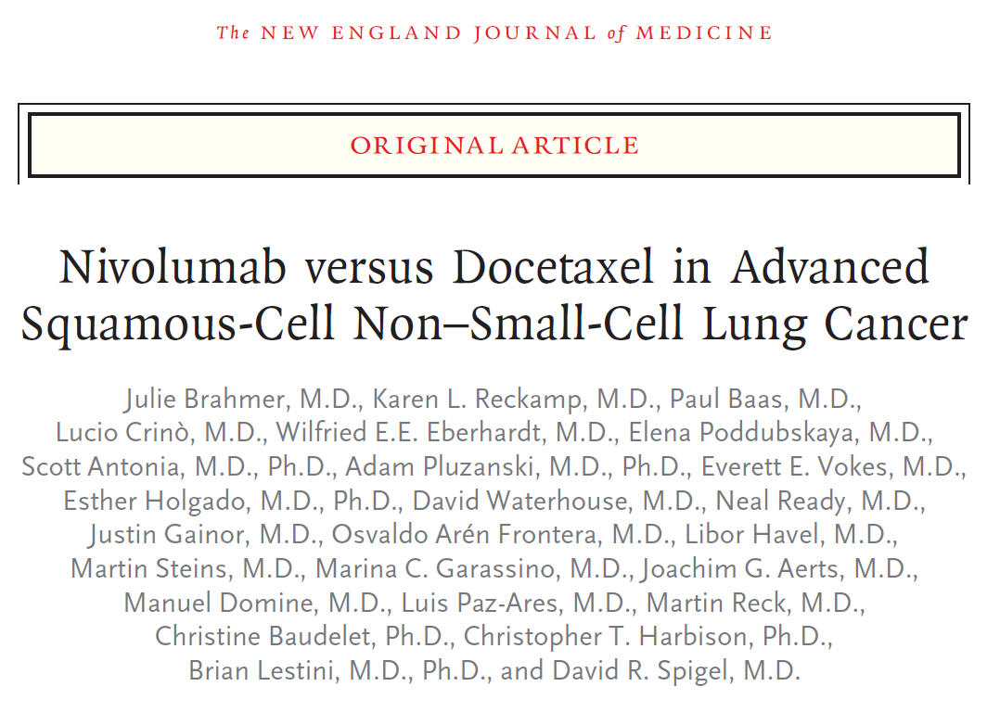 The NEW ENGLAND JOURNAL of MEDICINE
ORIGINAL ARTICLE
Nivolumab versus Docetaxel in Advanced
Squamous-Cell Non–Small-Cell Lung Cancer
Julie Brahmer, M.D., Karen L. Reckamp, M.D., Paul Baas, M.D.,
Lucio Crinò, M.D., Wilfried E.E. Eberhardt, M.D., Elena Poddubskaya, M.D.,
Scott Antonia, M.D., Ph.D., Adam Pluzanski, M.D., Ph.D., Everett E. Vokes, M.D.,
Esther Holgado, M.D., Ph.D., David Waterhouse, M.D., Neal Ready, M.D.,
Justin Gainor, M.D., Osvaldo Arén Frontera, M.D., Libor Havel, M.D.,
Martin Steins, M.D., Marina C. Garassino, M.D., Joachim G. Aerts, M.D.,
Manuel Domine, M.D., Luis Paz-Ares, M.D., Martin Reck, M.D.,
Christine Baudelet, Ph.D., Christopher T. Harbison, Ph.D.,
Brian Lestini, M.D., Ph.D., and David R. Spigel, M.D.